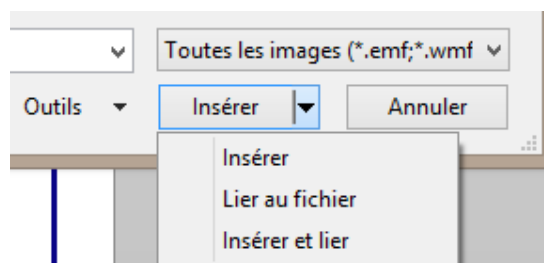 Toutes les images (*.emf;*.wmf
Outils Insérer Annuler
Insérer
Lier au fichier
Insérer et lier